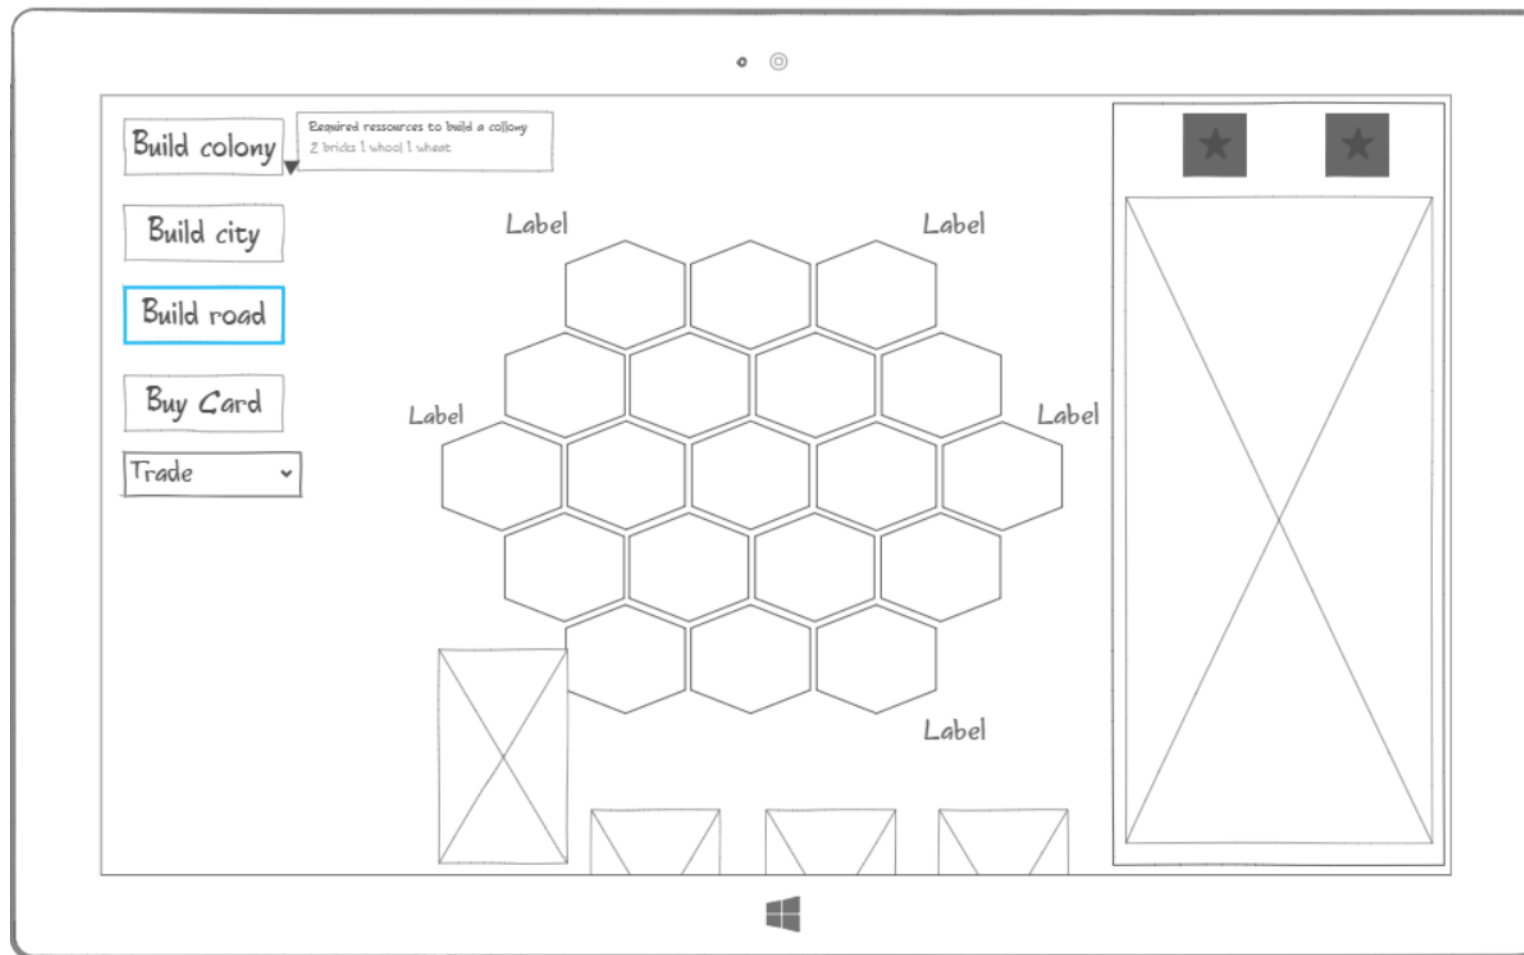 Build colony
Required ressources to build a collony
2 bricks 1 whool 1 wheat
Build city
Label
Label
Build road
Buy Card
Label
Label
Trade
Label